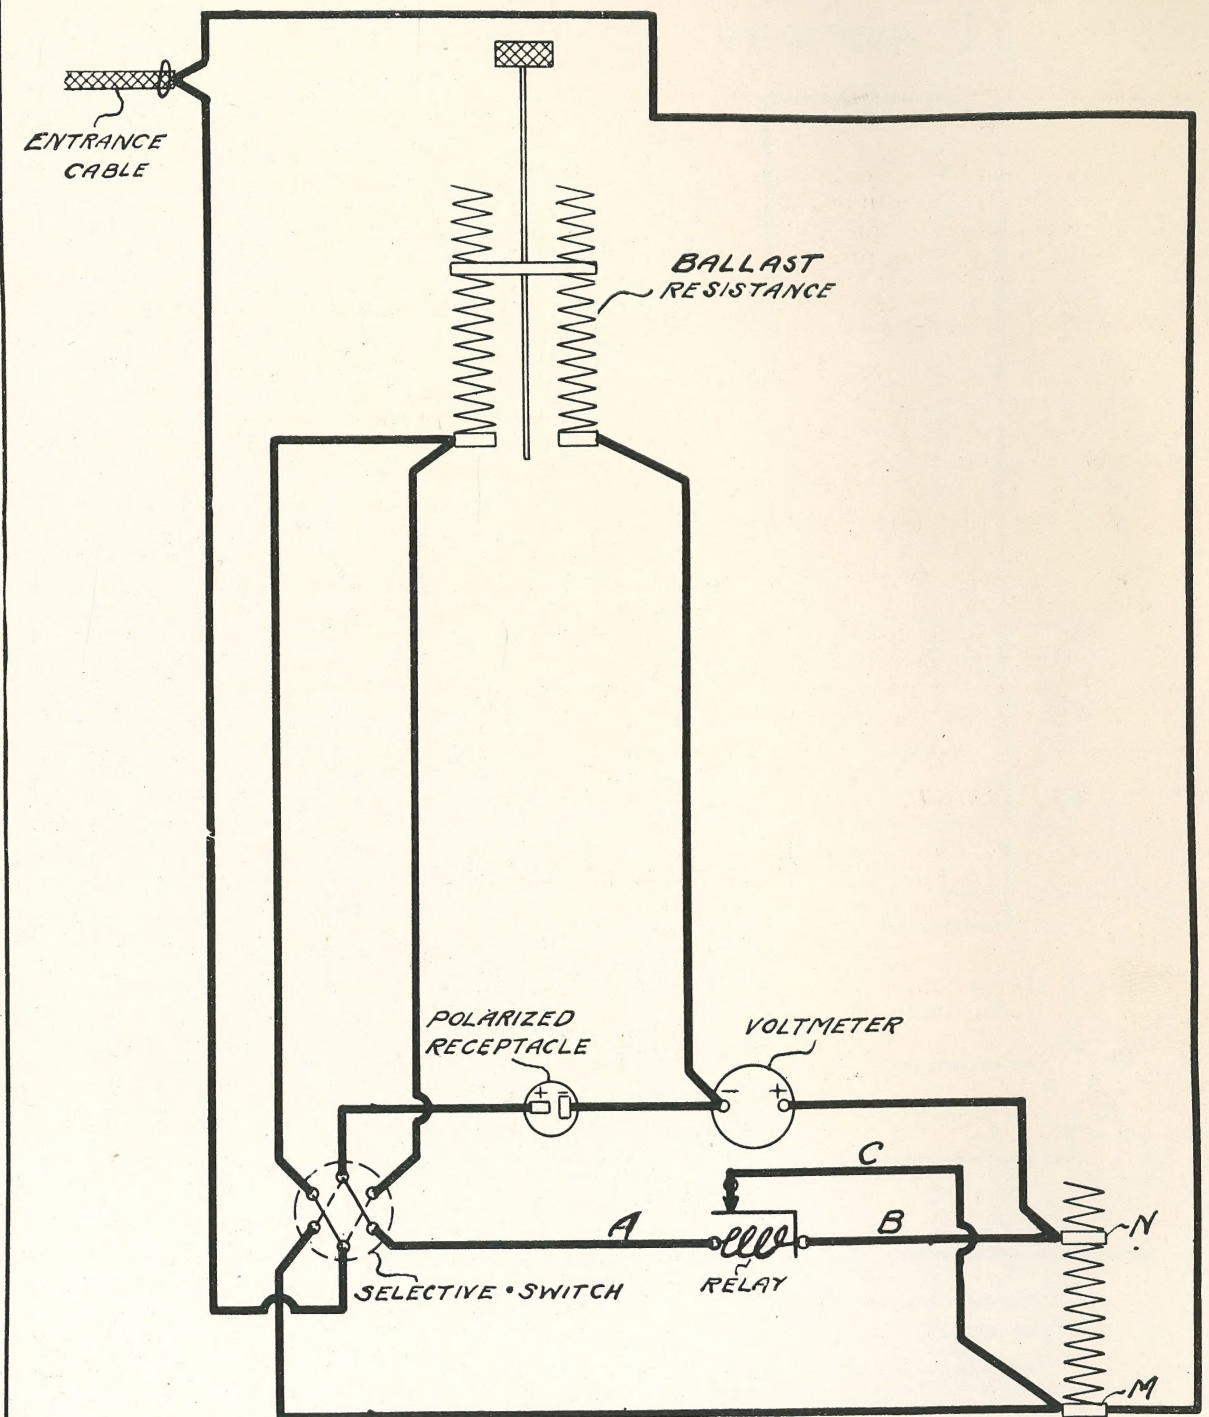 ENTRANCE
CABLE
BALLAST
RESISTANCE
POLARIZED
RECEPTACLE
VOLTMETER
+ -
- +
C
A
B
N
RELAY
SELECTIVE • SWITCH
M